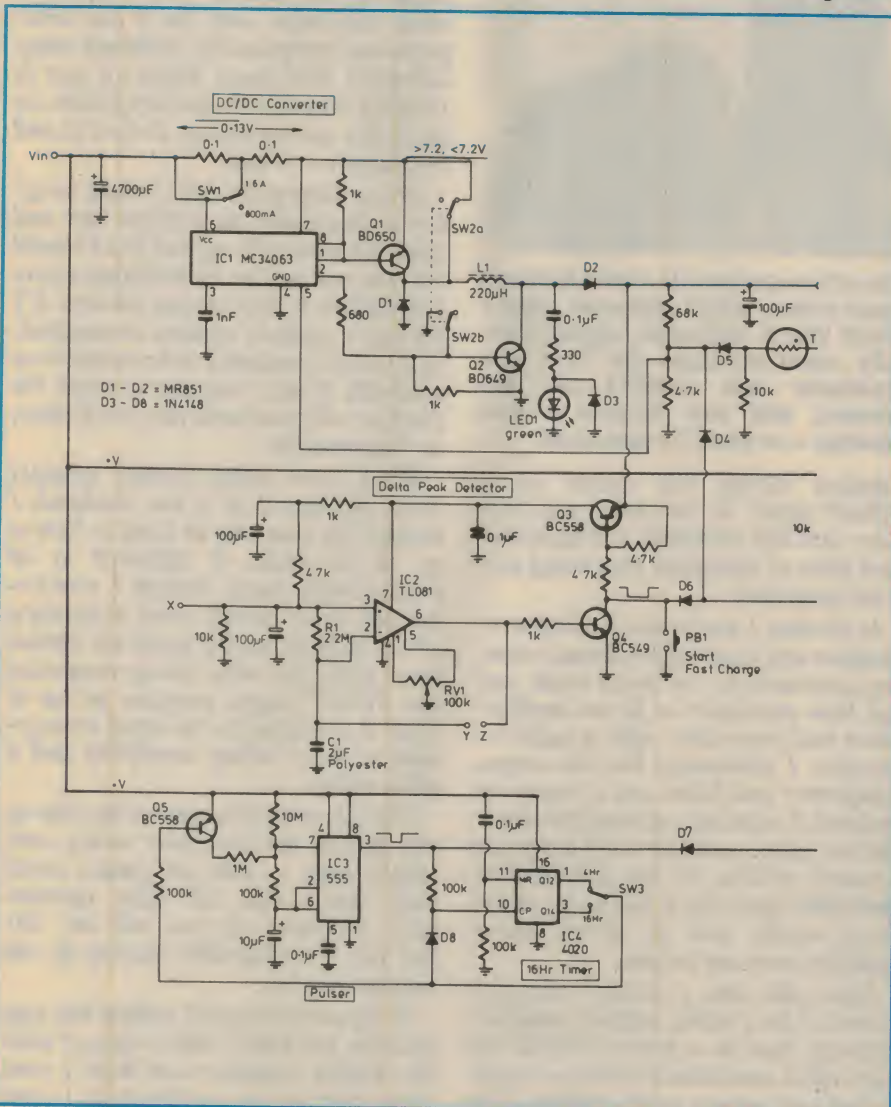 DC/DC Converter
0·13V
Vin
0·1
0·1
>7.2, <7.2V
4700µF
+
SW1
1·6A
800mA
1k
Q1
BD650
SW2a
6
7
Vcc
8
1
2
IC1 MC34063
GND
3
4
5
L1
220µH
D2
D1
SW2b
1nF
680
0·1µF
68k
+
100µF
T
D5
330
Q2
BD649
4.7k
10k
D1 - D2 = MR851
D3 - D8 = 1N4148
1k
LED1
green
D3
D4
+V
Delta Peak Detector
Q3
BC558
10k
1k
100µF
+
0·1µF
4·7k
4.7k
IC2
TL081
4·7k
D6
X
3
7
2
6
+
-
4
1
5
1k
10k
100µF
+
R1
2·2M
Q4
BC549
PB1
Start
Fast Charge
RV1
100k
Y
Z
C1
2µF
Polyester
+V
Q5
BC558
10M
0·1µF
D7
4
8
7
3
16
1M
IC3
555
11
MR
Q12
1
4Hr
SW3
100k
100k
2
6
100k
10
CP
Q14
3
16Hr
8
IC4
4020
+
10µF
5
1
0·1µF
D8
100k
16Hr Timer
Pulser